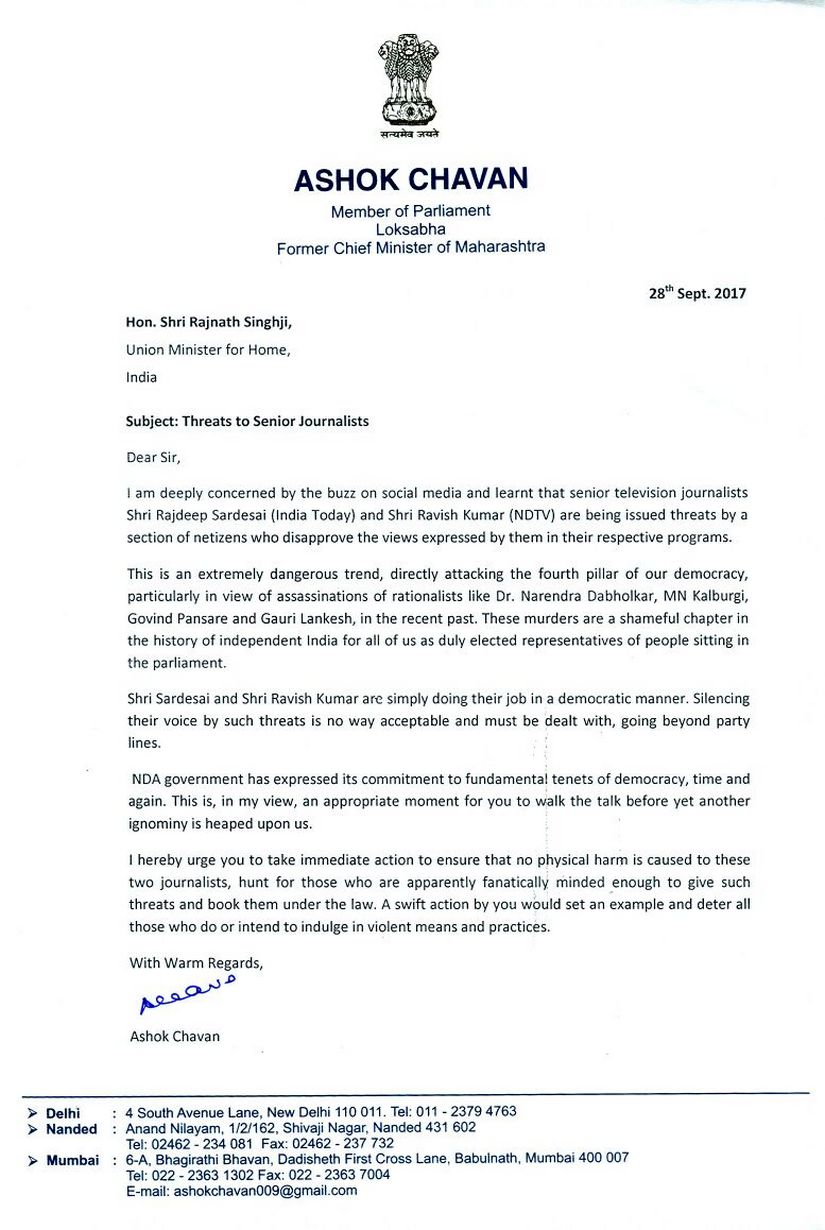 सत्यमेव जयते
ASHOK CHAVAN
Member of Parliament
Loksabha
Former Chief Minister of Maharashtra
28th Sept. 2017
Hon. Shri Rajnath Singhji,
Union Minister for Home,
India
Subject: Threats to Senior Journalists
Dear Sir,
I am deeply concerned by the buzz on social media and learnt that senior television journalists
Shri Rajdeep Sardesai (India Today) and Shri Ravish Kumar (NDTV) are being issued threats by a
section of netizens who disapprove the views expressed by them in their respective programs.
This is an extremely dangerous trend, directly attacking the fourth pillar of our democracy,
particularly in view of assassinations of rationalists like Dr. Narendra Dabholkar, MN Kalburgi,
Govind Pansare and Gauri Lankesh, in the recent past. These murders are a shameful chapter in
the history of independent India for all of us as duly elected representatives of people sitting in
the parliament.
Shri Sardesai and Shri Ravish Kumar are simply doing their job in a democratic manner. Silencing
their voice by such threats is no way acceptable and must be dealt with, going beyond party
lines.
NDA government has expressed its commitment to fundamental tenets of democracy, time and
again. This is, in my view, an appropriate moment for you to walk the talk before yet another
ignominy is heaped upon us.
I hereby urge you to take immediate action to ensure that no physical harm is caused to these
two journalists, hunt for those who are apparently fanatically minded enough to give such
threats and book them under the law. A swift action by you would set an example and deter all
those who do or intend to indulge in violent means and practices.
With Warm Regards,
Ashok Chavan
➢ Delhi : 4 South Avenue Lane, New Delhi 110 011. Tel: 011 - 2379 4763
➢ Nanded : Anand Nilayam, 1/2/162, Shivaji Nagar, Nanded 431 602
Tel: 02462 - 234 081 Fax: 02462 - 237 732
➢ Mumbai : 6-A, Bhagirathi Bhavan, Dadisheth First Cross Lane, Babulnath, Mumbai 400 007
Tel: 022 - 2363 1302 Fax: 022 - 2363 7004
E-mail: ashokchavan009@gmail.com